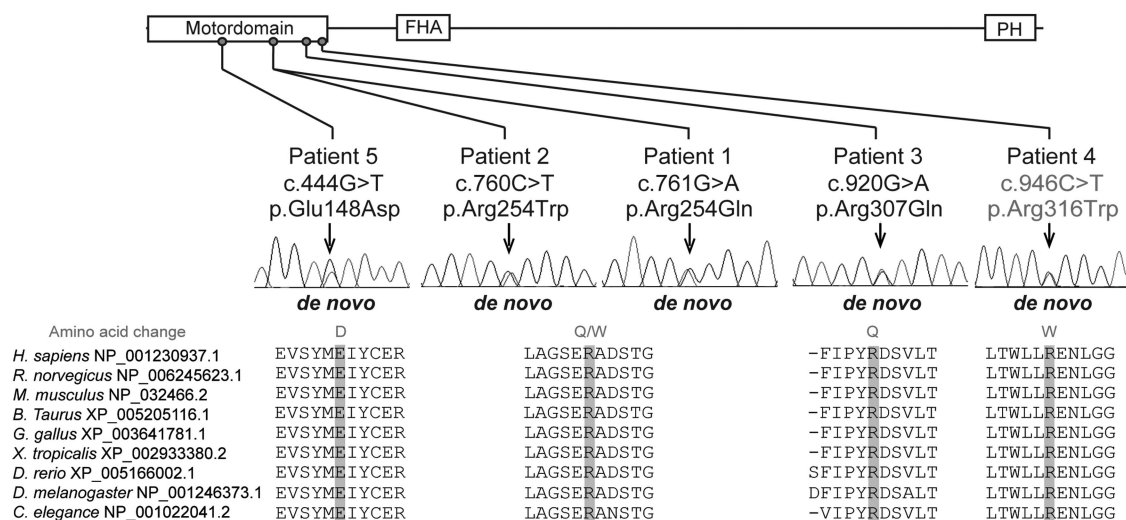 Motordomain FHA PH
Patient 5 Patient 2 Patient 1 Patient 3 Patient 4
c.444G>T c.760C>T c.761G>A c.920G>A c.946C>T
p.Glu148Asp p.Arg254Trp p.Arg254Gln p.Arg307Gln p.Arg316Trp
de novo de novo de novo de novo de novo
Amino acid change D Q/W Q W
H. sapiens NP_001230937.1 EVSYMEIYCER LAGSERADSTG -FIPYRDSVLT LTWLLRENLGG
R. norvegicus NP_006245623.1 EVSYMEIYCER LAGSERADSTG -FIPYRDSVLT LTWLLRENLGG
M. musculus NP_032466.2 EVSYMEIYCER LAGSERADSTG -FIPYRDSVLT LTWLLRENLGG
B. Taurus XP_005205116.1 EVSYMEIYCER LAGSERADSTG -FIPYRDSVLT LTWLLRENLGG
G. gallus XP_003641781.1 EVSYMEIYCER LAGSERADSTG -FIPYRDSVLT LTWLLRENLGG
X. tropicalis XP_002933380.2 EVSYMEIYCER LAGSERADSTG -FIPYRDSVLT LTWLLRENLGG
D. rerio XP_005166002.1 EVSYMEIYCER LAGSERADSTG SFIPYRDSVLT LTWLLRENLGG
D. melanogaster NP_001246373.1 EVSYMEIYCER LAGSERADSTG DFIPYRDSALT LTWLLRENLGG
C. elegance NP_001022041.2 EVSYMEIYCER LAGSERANSTG -VIPYRDSVLT LTWLLRENLGG